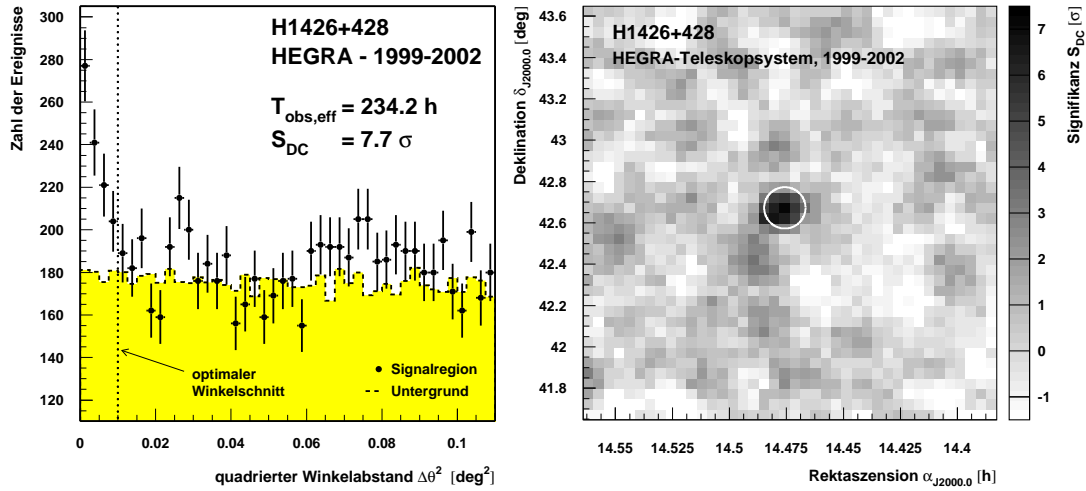 Zahl der Ereignisse
300
280
260
240
220
200
180
160
140
120
H1426+428
HEGRA - 1999-2002
T_obs,eff = 234.2 h
S_DC = 7.7 σ
optimaler
Winkelschnitt
Signalregion
Untergrund
0 0.02 0.04 0.06 0.08 0.1
quadrierter Winkelabstand Δθ² [deg²]
Deklination δ_J2000.0 [deg]
43.6
43.4
43.2
43
42.8
42.6
42.4
42.2
42
41.8
H1426+428
HEGRA-Teleskopsystem, 1999-2002
14.55 14.525 14.5 14.475 14.45 14.425 14.4
Rektaszension α_J2000.0 [h]
Signifikanz S_DC [σ]
7
6
5
4
3
2
1
0
-1